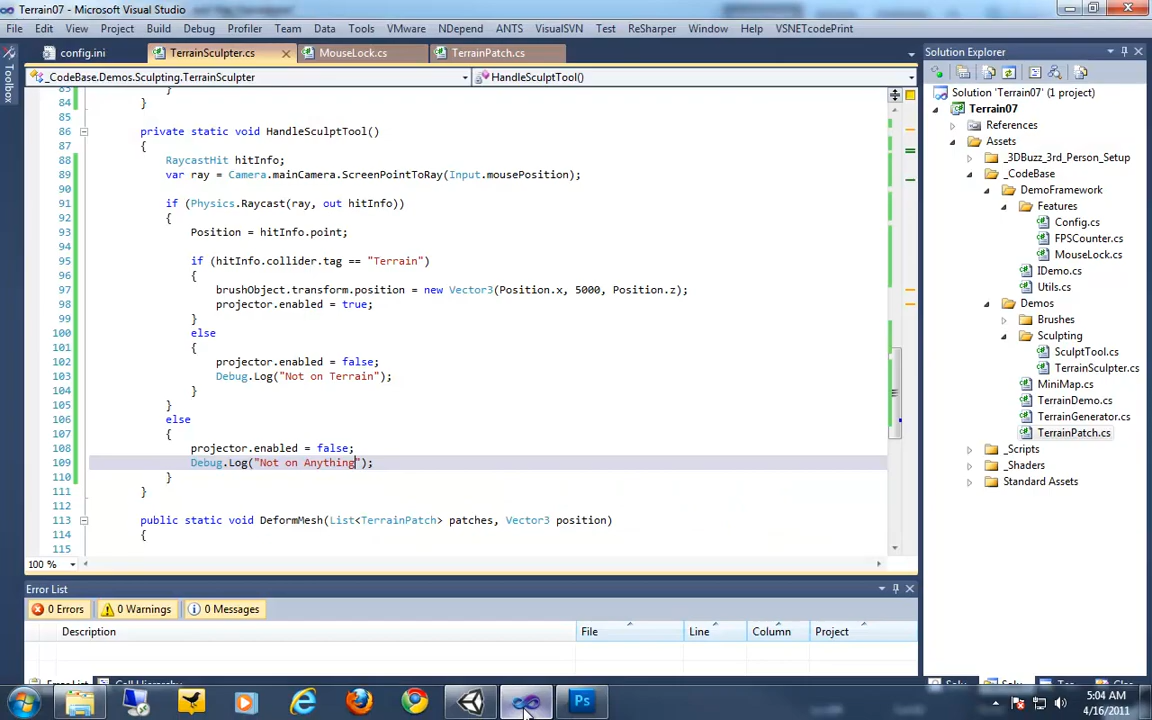 Terrain07 - Microsoft Visual Studio
File Edit View Project Build Debug Profiler Team Data Tools VMware NDepend ANTS VisualSVN Test ReSharper Window Help VSNETcodePrint
config.ini TerrainSculpter.cs MouseLock.cs TerrainPatch.cs
_CodeBase.Demos.Sculpting.TerrainSculpter HandleSculptTool()
84 }
85
86 private static void HandleSculptTool()
87 {
88 RaycastHit hitInfo;
89 var ray = Camera.mainCamera.ScreenPointToRay(Input.mousePosition);
90
91 if (Physics.Raycast(ray, out hitInfo))
92 {
93 Position = hitInfo.point;
94
95 if (hitInfo.collider.tag == "Terrain")
96 {
97 brushObject.transform.position = new Vector3(Position.x, 5000, Position.z);
98 projector.enabled = true;
99 }
100 else
101 {
102 projector.enabled = false;
103 Debug.Log("Not on Terrain");
104 }
105 }
106 else
107 {
108 projector.enabled = false;
109 Debug.Log("Not on Anything");
110 }
111 }
112
113 public static void DeformMesh(List<TerrainPatch> patches, Vector3 position)
114 {
115
100 %
Toolbox
Solution Explorer
Solution 'Terrain07' (1 project)
Terrain07
References
Assets
_3DBuzz_3rd_Person_Setup
_CodeBase
DemoFramework
Features
Config.cs
FPSCounter.cs
MouseLock.cs
IDemo.cs
Utils.cs
Demos
Brushes
Sculpting
SculptTool.cs
TerrainSculpter.cs
MiniMap.cs
TerrainDemo.cs
TerrainGenerator.cs
TerrainPatch.cs
_Scripts
_Shaders
Standard Assets
Error List
0 Errors 0 Warnings 0 Messages
Description File Line Column Project
Ps
5:04 AM
4/16/2011